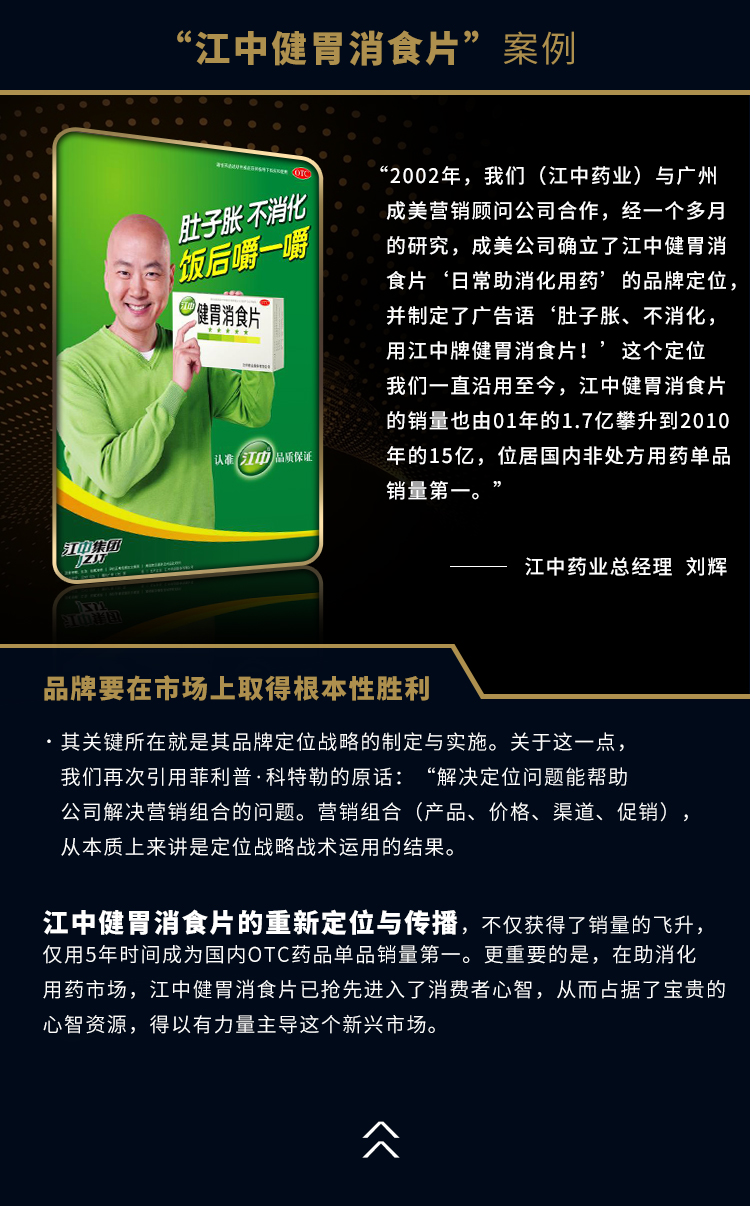 “江中健胃消食片”案例
OTC
肚子胀 不消化
饭后嚼一嚼
江中
健胃消食片
认准 江中 品质保证
江中集团
JZJT
“2002年，我们（江中药业）与广州
成美营销顾问公司合作，经一个多月
的研究，成美公司确立了江中健胃消
食片‘日常助消化用药’的品牌定位，
并制定了广告语‘肚子胀、不消化，
用江中牌健胃消食片！’这个定位
我们一直沿用至今，江中健胃消食片
的销量也由01年的1.7亿攀升到2010
年的15亿，位居国内非处方用药单品
销量第一。”
—— 江中药业总经理 刘辉
品牌要在市场上取得根本性胜利
·其关键所在就是其品牌定位战略的制定与实施。关于这一点，
我们再次引用菲利普·科特勒的原话：“解决定位问题能帮助
公司解决营销组合的问题。营销组合（产品、价格、渠道、促销），
从本质上来讲是定位战略战术运用的结果。
江中健胃消食片的重新定位与传播，不仅获得了销量的飞升，
仅用5年时间成为国内OTC药品单品销量第一。更重要的是，在助消化
用药市场，江中健胃消食片已抢先进入了消费者心智，从而占据了宝贵的
心智资源，得以有力量主导这个新兴市场。